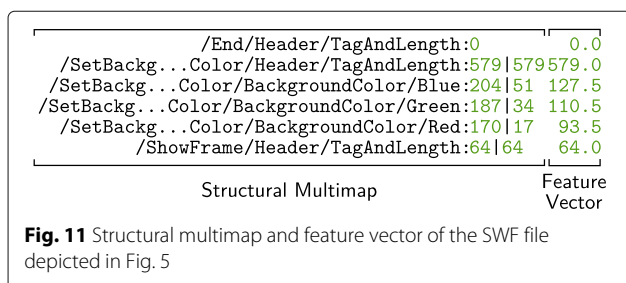 /End/Header/TagAndLength:0 0.0
/SetBackg...Color/Header/TagAndLength:579|579 579.0
/SetBackg...Color/BackgroundColor/Blue:204|51 127.5
/SetBackg...Color/BackgroundColor/Green:187|34 110.5
/SetBackg...Color/BackgroundColor/Red:170|17 93.5
/ShowFrame/Header/TagAndLength:64|64 64.0
Structural Multimap
Feature
Vector
Fig. 11 Structural multimap and feature vector of the SWF file
depicted in Fig. 5